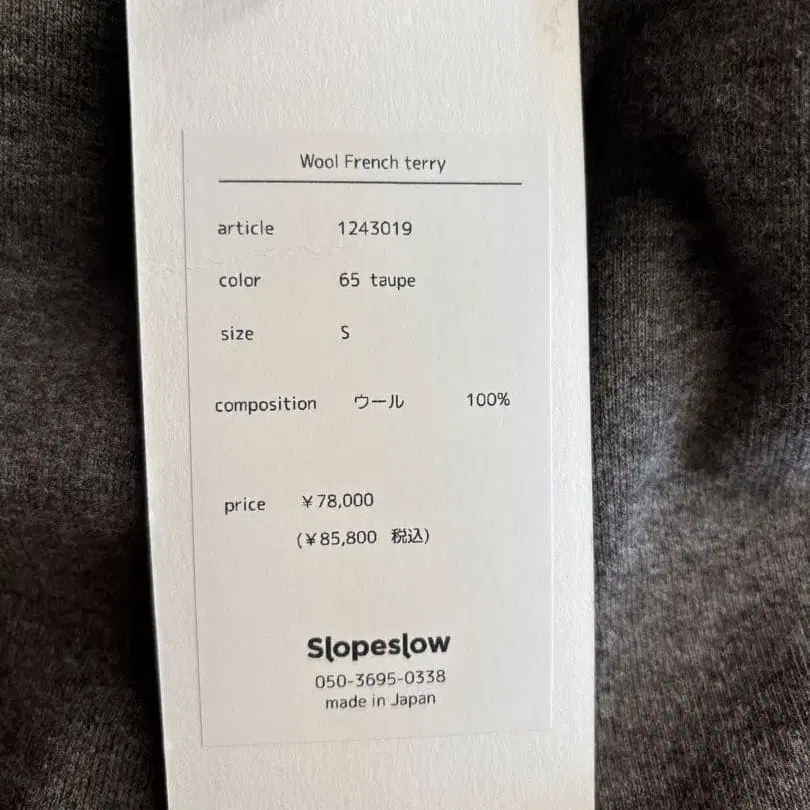 Wool French terry
article 1243019
color 65 taupe
size S
composition ウール 100%
price ¥78,000
(¥85,800 税込)
Slopeslow
050-3695-0338
made in Japan